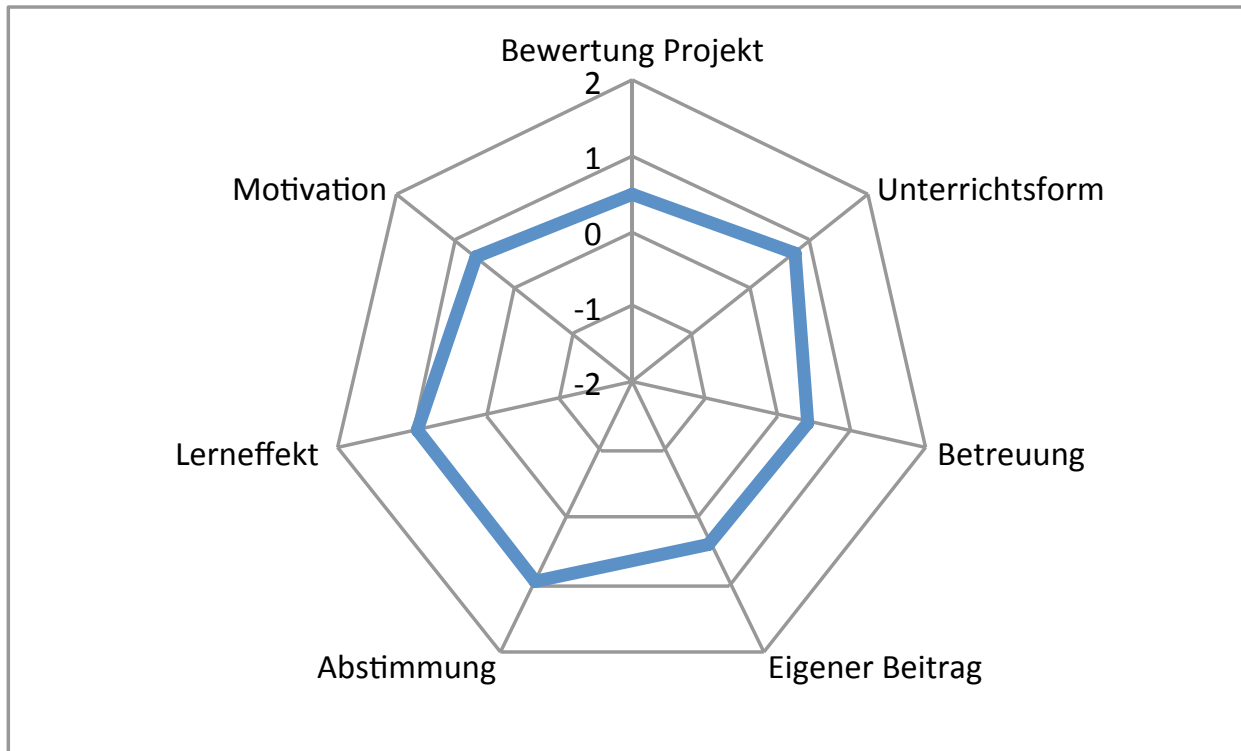 Bewertung Projekt
2
1
0
-1
-2
Unterrichtsform
Betreuung
Eigener Beitrag
Abstimmung
Lerneffekt
Motivation